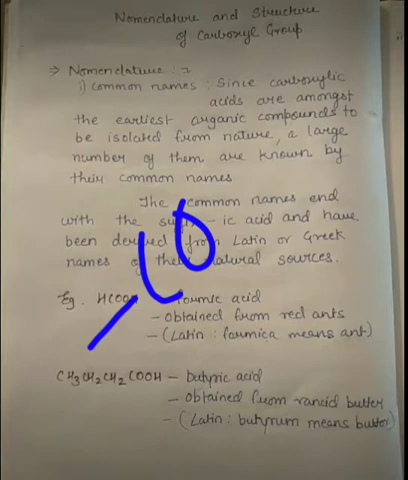 Nomenclature and Structure
of Carboxyl Group
⇒ Nomenclature :-
i) Common names : Since carboxylic
acids are amongst
the earliest organic compounds to
be isolated from nature, a large
number of them are known by
their common names
The common names end
with the suffix -ic acid and have
been derived from Latin or Greek
names of their natural sources.
Eg. HCOOH - formic acid
- obtained from red ants
- (Latin : formica means ant)
CH3CH2CH2COOH - butyric acid
- obtained from rancid butter
- (Latin : butyrum means butter)